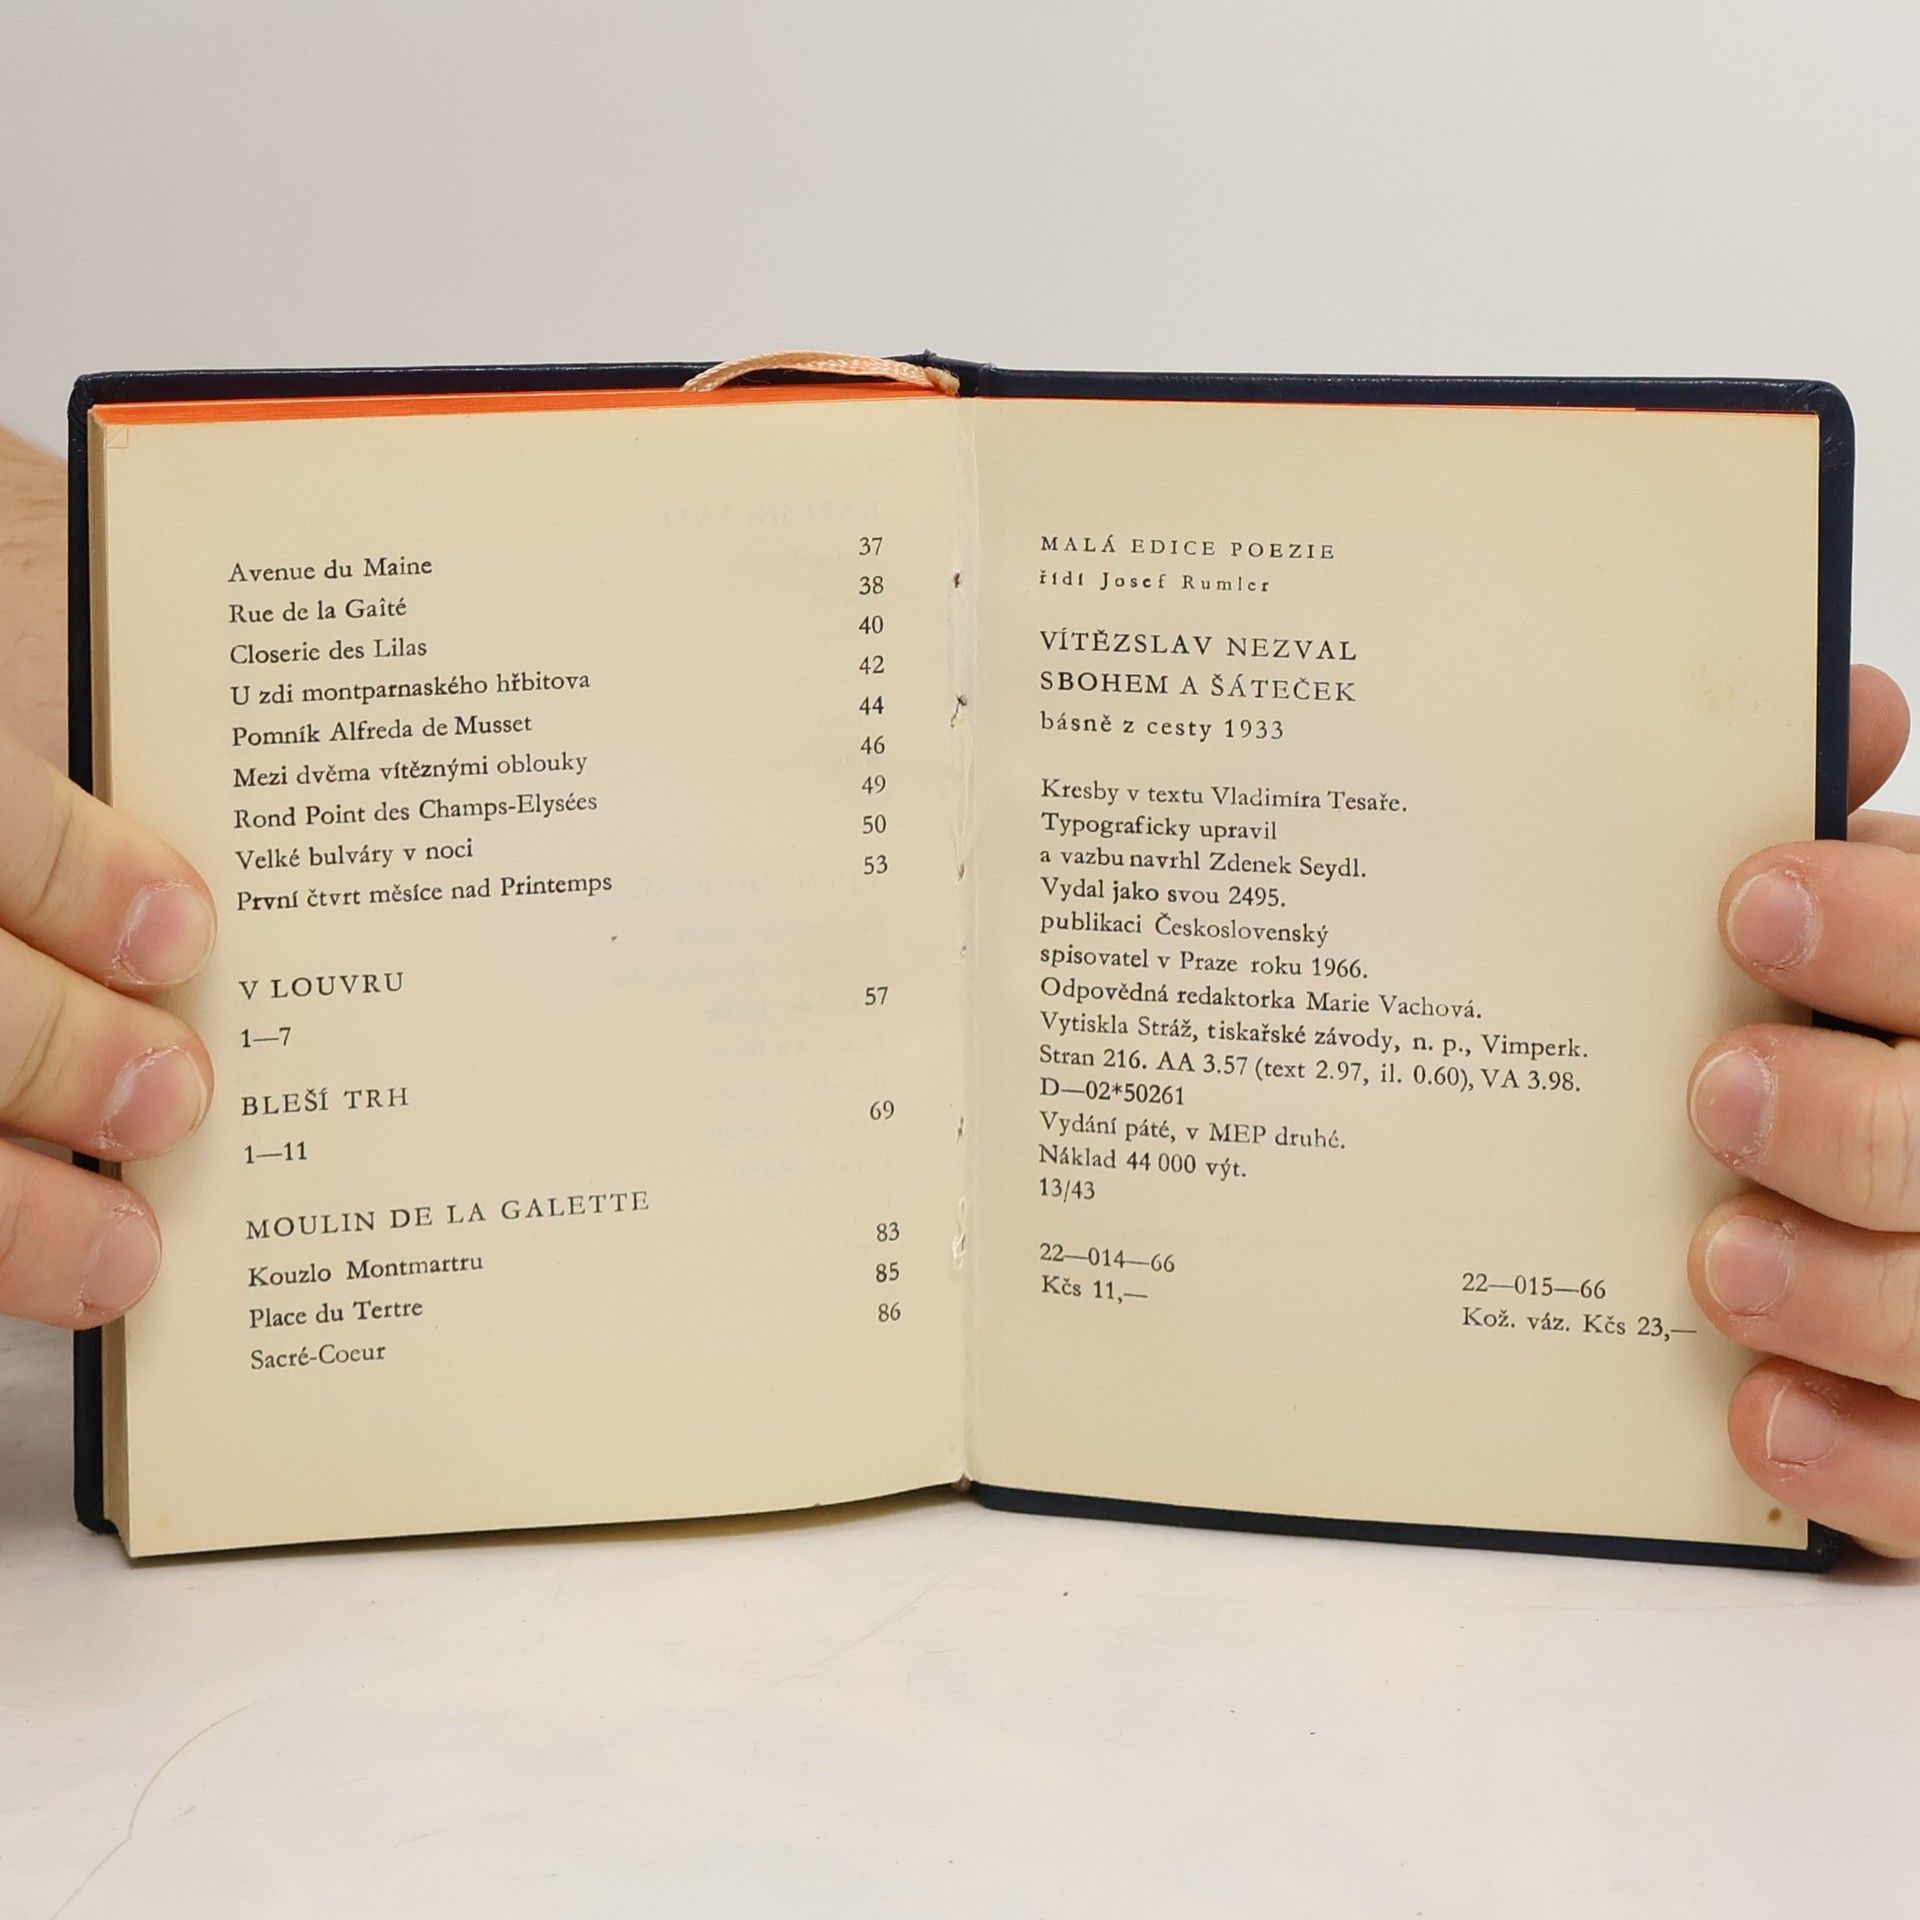 Avenue du Maine 37
Rue de la Gaîté 38
Closerie des Lilas 40
U zdi montparnaského hřbitova 42
Pomník Alfreda de Musset 44
Mezi dvěma vítěznými oblouky 46
Rond Point des Champs-Elysées 49
Velké bulváry v noci 50
První čtvrt měsíce nad Printemps 53
V LOUVRU
1—7 57
BLEŠÍ TRH
1—11 69
MOULIN DE LA GALETTE
Kouzlo Montmartru 83
Place du Tertre 85
Sacré-Coeur 86
MALÁ EDICE POEZIE
řídí Josef Rumler
VÍTĚZSLAV NEZVAL
SBOHEM A ŠÁTEČEK
básně z cesty 1933
Kresby v textu Vladimíra Tesaře.
Typograficky upravil
a vazbu navrhl Zdenek Seydl.
Vydal jako svou 2495.
publikaci Československý
spisovatel v Praze roku 1966.
Odpovědná redaktorka Marie Vachová.
Vytiskla Stráž, tiskařské závody, n. p., Vimperk.
Stran 216. AA 3.57 (text 2.97, il. 0.60), VA 3.98.
D—02*50261
Vydání páté, v MEP druhé.
Náklad 44 000 výt.
13/43
22—014—66 22—015—66
Kčs 11,— Kož. váz. Kčs 23,—